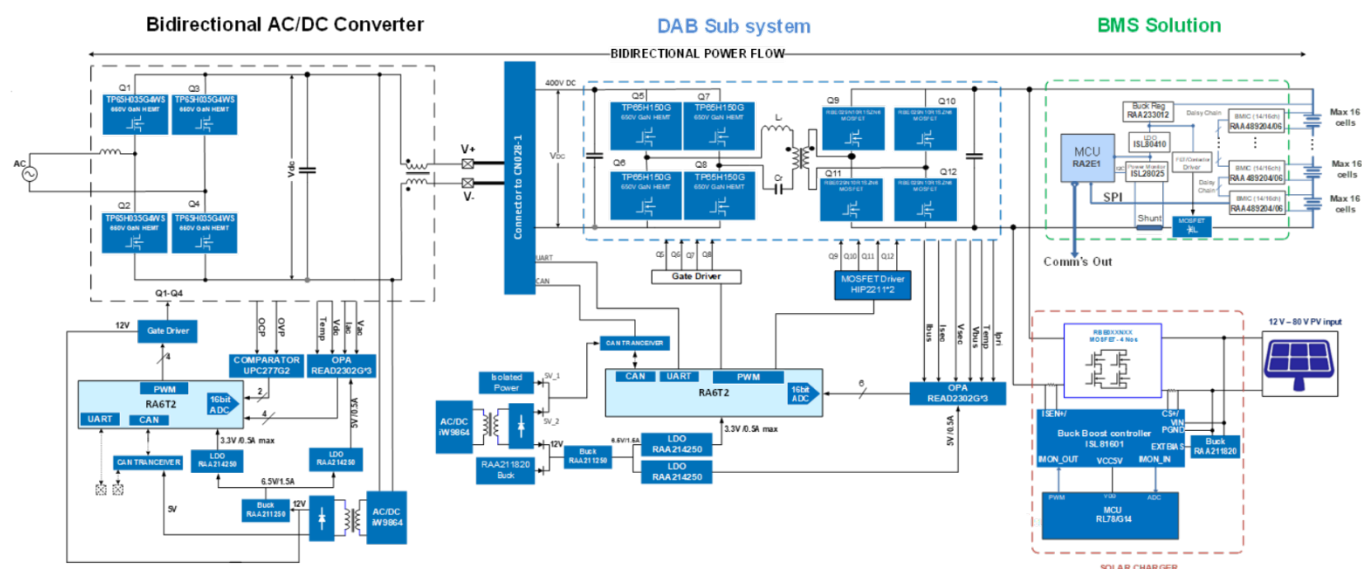 Bidirectional AC/DC Converter
DAB Sub system
BMS Solution
BIDIRECTIONAL POWER FLOW
Q1
Q3
TP65H035G4WS
650V GaN HEMT
TP65H035G4WS
650V GaN HEMT
AC
Vdc
Q2
Q4
TP65H035G4WS
650V GaN HEMT
TP65H035G4WS
650V GaN HEMT
V+
V-
Connector to CN028-1
400V DC
VDC
Q5
Q7
TP65H150G
650V GaN HEMT
TP65H150G
650V GaN HEMT
Q6
Q8
TP65H150G
650V GaN HEMT
TP65H150G
650V GaN HEMT
Cr
Q9
Q10
MOSFET
MOSFET
Q11
Q12
MOSFET
MOSFET
Buck Reg
RAA233012
LDO
ISL80410
MCU
RA2E1
Power Monitor
ISL28025
Driver
Daisy Chain
BMIC (14/16ch)
RAA489204/06
Max 16
cells
BMIC (14/16ch)
RAA489204/06
Max 16
cells
Daisy
Chain
BMIC (14/16ch)
RAA489204/06
Max 16
cells
SPI
Shunt
MOSFET
Comm's Out
UART
CAN
Q5
Q6
Q7
Q8
Gate Driver
Q9
Q10
Q11
Q12
MOSFET Driver
HIP2211*2
Ibus
Isec
Vsec
Vbus
Temp
Ipri
Q1-Q4
12V
Gate Driver
4
OCP
OVP
Temp
Vdc
Iac
Vac
COMPARATOR
UPC277G2
OPA
READ2302G*3
PWM
RA6T2
16bit
ADC
2
4
UART
CAN
3.3V /0.5A max
5V/0.5A
CAN TRANCEIVER
LDO
RAA214250
LDO
RAA214250
6.5V/1.5A
5V
Buck
RAA211250
12V
AC/DC
iW9864
CAN TRANCEIVER
CAN
UART
PWM
RA6T2
16bit
ADC
6
OPA
READ2302G*3
Isolated
Power
5V_1
5V_2
AC/DC
iW9864
12V
RAA211820
Buck
Buck
RAA211250
6.5V/1.5A
3.3V /0.5A max
LDO
RAA214250
LDO
RAA214250
5V /0.5A
12 V – 80 V PV input
RBE0XXNXX
MOSFET- 4 Nos
ISEN+/
CS+/
VIN
PGND
Buck Boost controller
ISL81601
EXTBIAS
Buck
RAA211820
IMON_OUT
VCC5V
IMON_IN
PWM
VDD
ADC
MCU
RL78/G14
SOLAR CHARGER